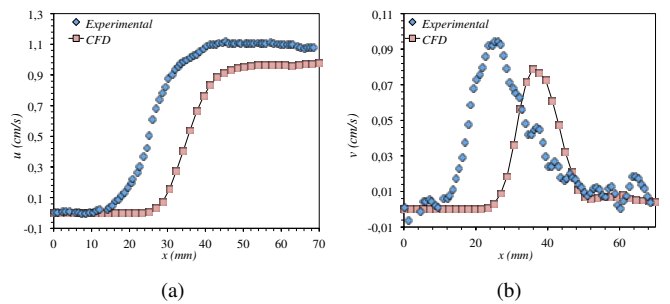 Experimental
CFD
1,3
1,1
0,9
0,7
0,5
0,3
0,1
-0,1
u (cm/s)
0 10 20 30 40 50 60 70
x (mm)
(a)
Experimental
CFD
0,11
0,09
0,07
0,05
0,03
0,01
-0,01
v (cm/s)
0 20 40 60
x (mm)
(b)